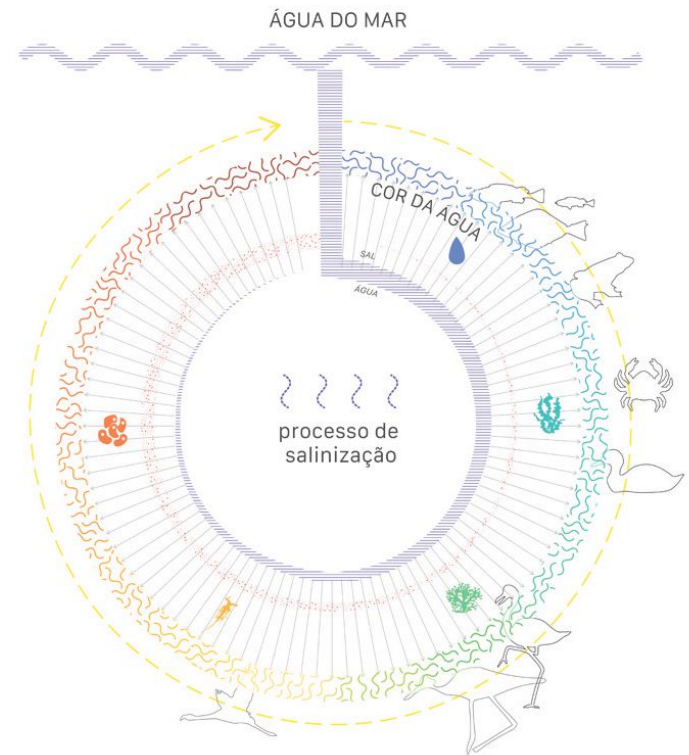 ÁGUA DO MAR
COR DA ÁGUA
SAL
ÁGUA
processo de
salinização